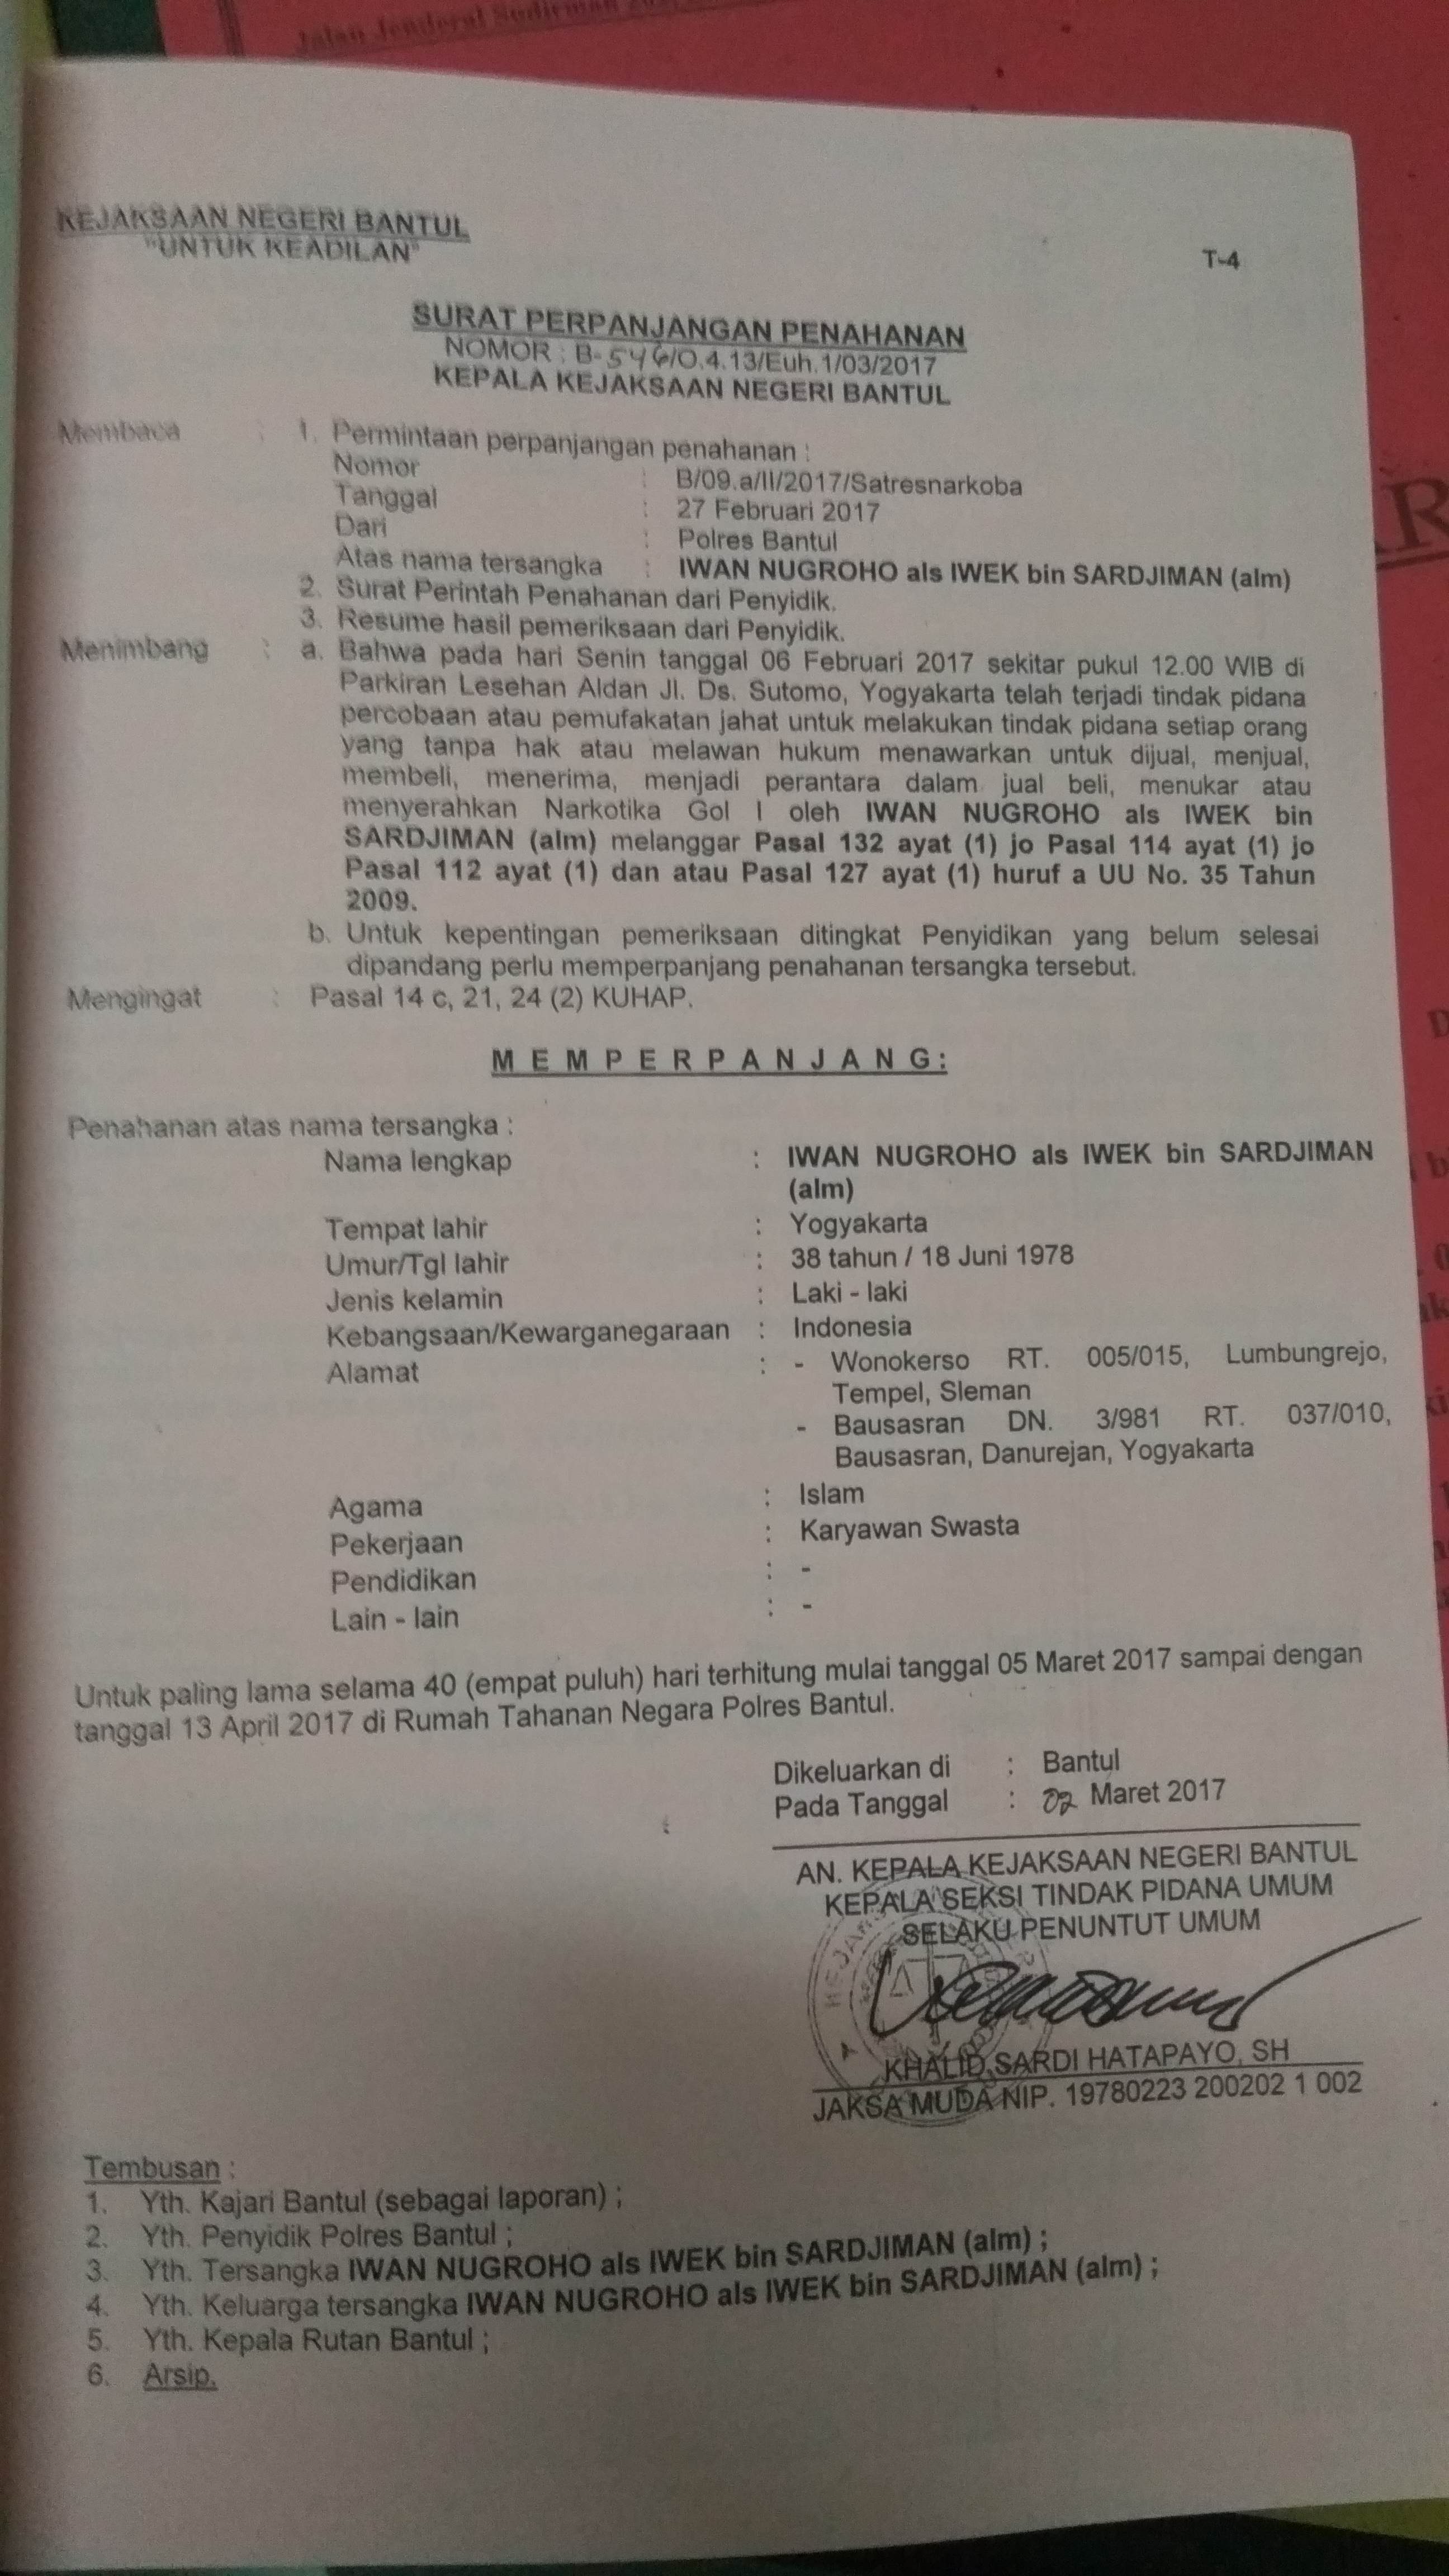 Jalan Jenderal Sudirman
KEJAKSAAN NEGERI BANTUL
"UNTUK KEADILAN"
T-4
SURAT PERPANJANGAN PENAHANAN
NOMOR : B-546/O.4.13/Euh.1/03/2017
KEPALA KEJAKSAAN NEGERI BANTUL
Membaca : 1. Permintaan perpanjangan penahanan :
Nomor : B/09.a/II/2017/Satresnarkoba
Tanggal : 27 Februari 2017
Dari : Polres Bantul
Atas nama tersangka : IWAN NUGROHO als IWEK bin SARDJIMAN (alm)
2. Surat Perintah Penahanan dari Penyidik.
3. Resume hasil pemeriksaan dari Penyidik.
Menimbang : a. Bahwa pada hari Senin tanggal 06 Februari 2017 sekitar pukul 12.00 WIB di
Parkiran Lesehan Aldan Jl. Ds. Sutomo, Yogyakarta telah terjadi tindak pidana
percobaan atau pemufakatan jahat untuk melakukan tindak pidana setiap orang
yang tanpa hak atau melawan hukum menawarkan untuk dijual, menjual,
membeli, menerima, menjadi perantara dalam jual beli, menukar atau
menyerahkan Narkotika Gol I oleh IWAN NUGROHO als IWEK bin
SARDJIMAN (alm) melanggar Pasal 132 ayat (1) jo Pasal 114 ayat (1) jo
Pasal 112 ayat (1) dan atau Pasal 127 ayat (1) huruf a UU No. 35 Tahun
2009.
b. Untuk kepentingan pemeriksaan ditingkat Penyidikan yang belum selesai
dipandang perlu memperpanjang penahanan tersangka tersebut.
Mengingat : Pasal 14 c, 21, 24 (2) KUHAP.
M E M P E R P A N J A N G :
Penahanan atas nama tersangka :
Nama lengkap : IWAN NUGROHO als IWEK bin SARDJIMAN
(alm)
Tempat lahir : Yogyakarta
Umur/Tgl lahir : 38 tahun / 18 Juni 1978
Jenis kelamin : Laki - laki
Kebangsaan/Kewarganegaraan : Indonesia
Alamat : - Wonokerso RT. 005/015, Lumbungrejo,
Tempel, Sleman
- Bausasran DN. 3/981 RT. 037/010,
Bausasran, Danurejan, Yogyakarta
Agama : Islam
Pekerjaan : Karyawan Swasta
Pendidikan : -
Lain - lain : -
Untuk paling lama selama 40 (empat puluh) hari terhitung mulai tanggal 05 Maret 2017 sampai dengan
tanggal 13 April 2017 di Rumah Tahanan Negara Polres Bantul.
Dikeluarkan di : Bantul
Pada Tanggal : 02 Maret 2017
AN. KEPALA KEJAKSAAN NEGERI BANTUL
KEPALA SEKSI TINDAK PIDANA UMUM
SELAKU PENUNTUT UMUM
KHALID SARDI HATAPAYO, SH
JAKSA MUDA NIP. 19780223 200202 1 002
Tembusan :
1. Yth. Kajari Bantul (sebagai laporan) ;
2. Yth. Penyidik Polres Bantul ;
3. Yth. Tersangka IWAN NUGROHO als IWEK bin SARDJIMAN (alm) ;
4. Yth. Keluarga tersangka IWAN NUGROHO als IWEK bin SARDJIMAN (alm) ;
5. Yth. Kepala Rutan Bantul ;
6. Arsip.